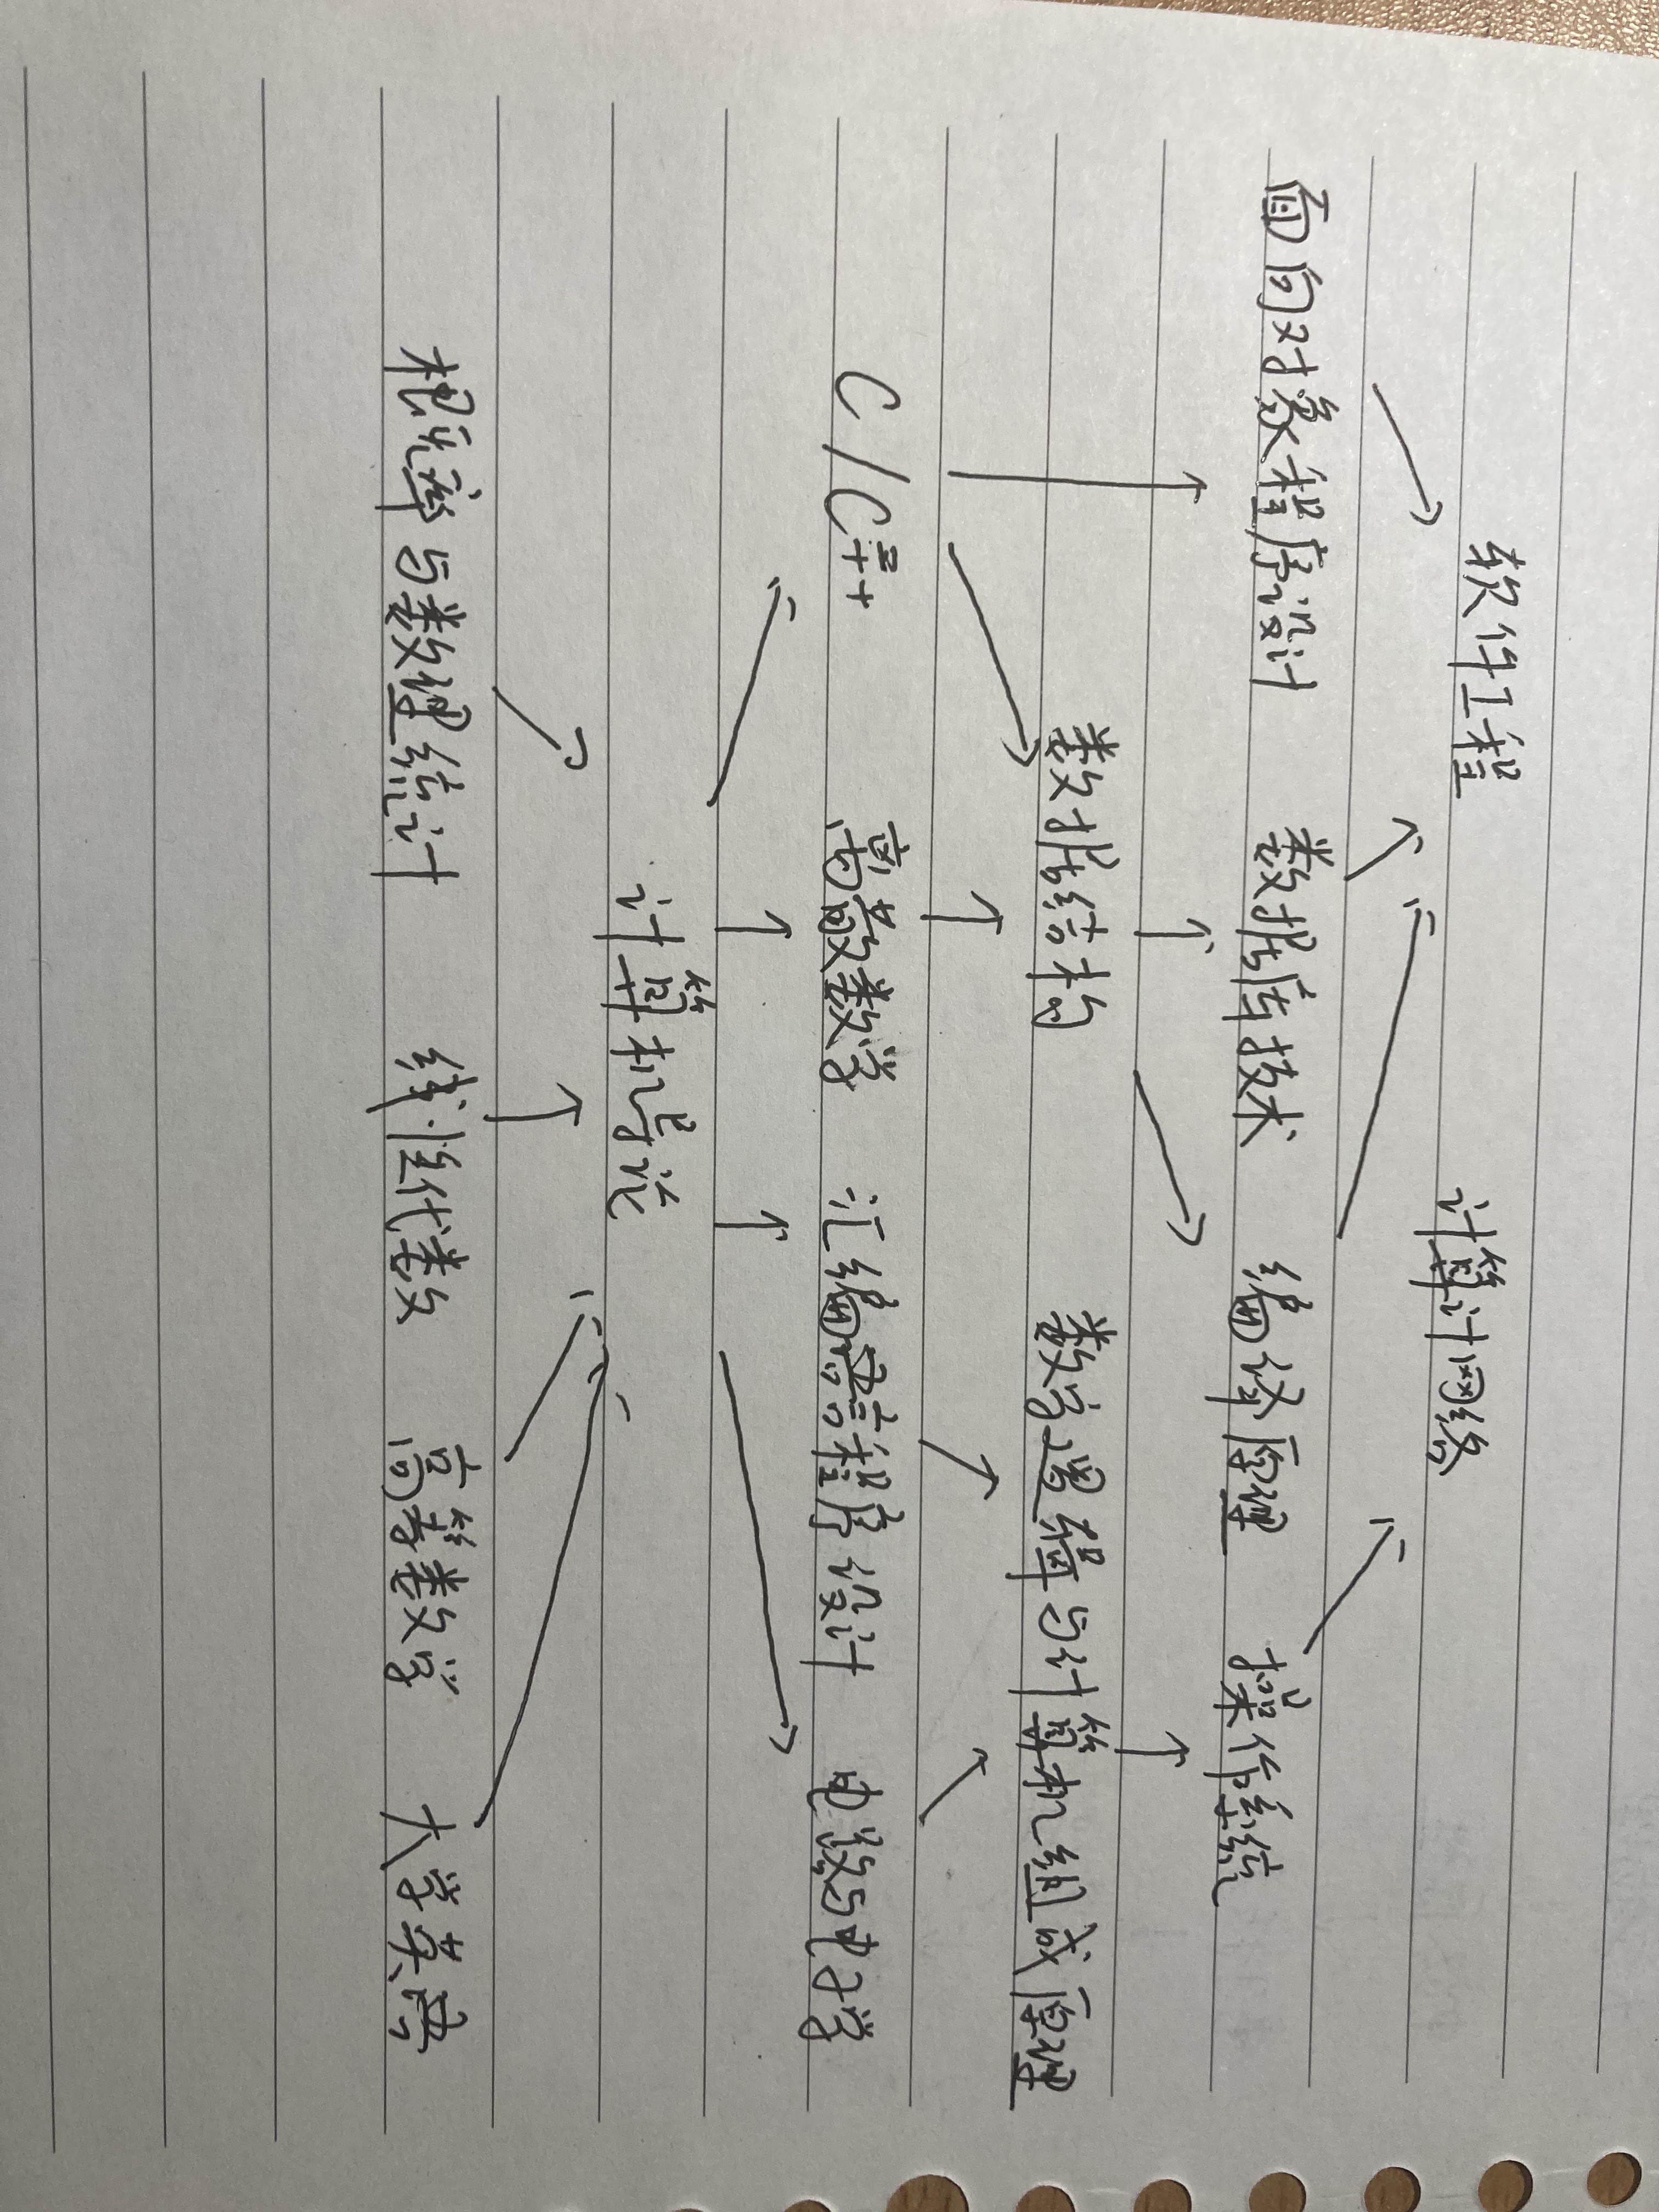 软件工程 计算计网络
面向对象程序设计 数据库技术 编译原理 操作系统
数据结构 数字逻辑与计算机组成原理
C/C++ 离散数学 汇编语言程序设计 电路与电子学
计算机导论
概率与数理统计 线性代数 高等数学 大学英语